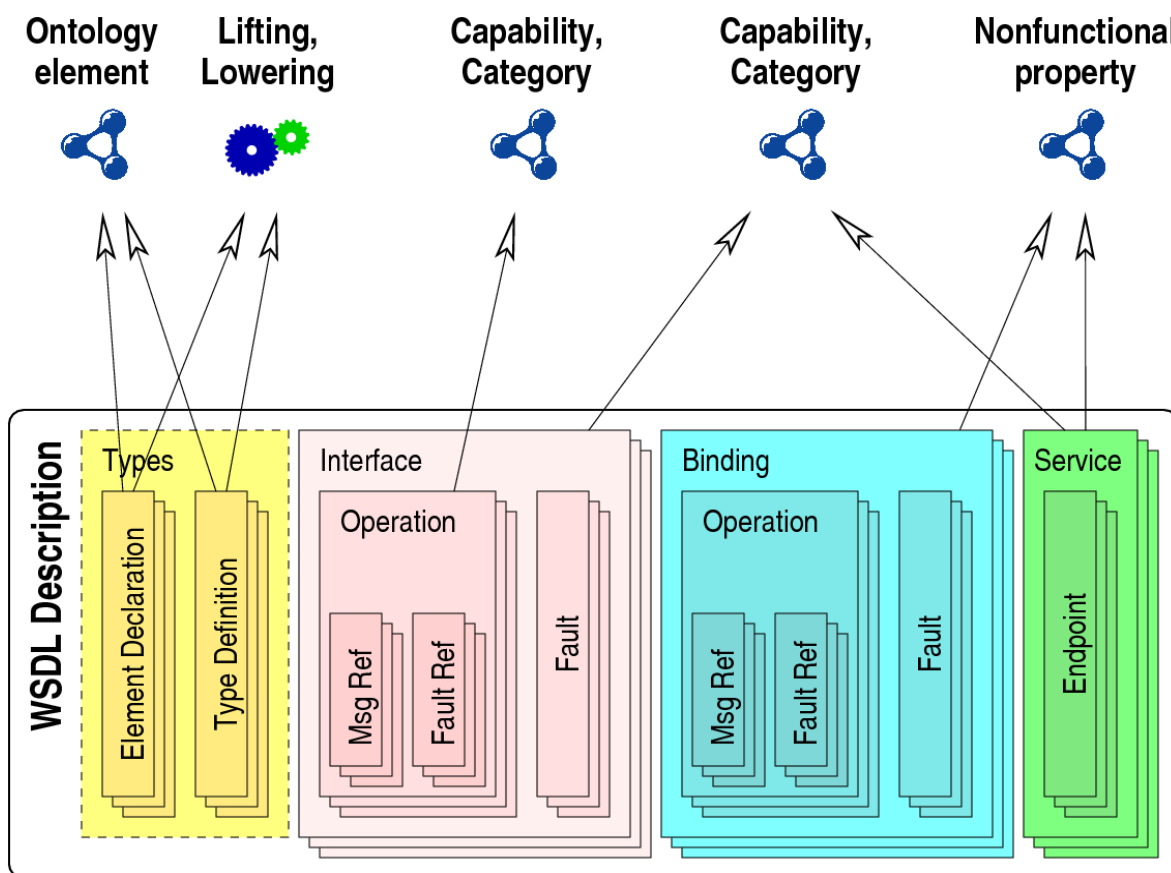 Ontology
element
Lifting,
Lowering
Capability,
Category
Capability,
Category
Nonfunctional
property
WSDL Description
Types
Element Declaration
Type Definition
Interface
Operation
Msg Ref
Fault Ref
Fault
Binding
Operation
Msg Ref
Fault Ref
Fault
Service
Endpoint